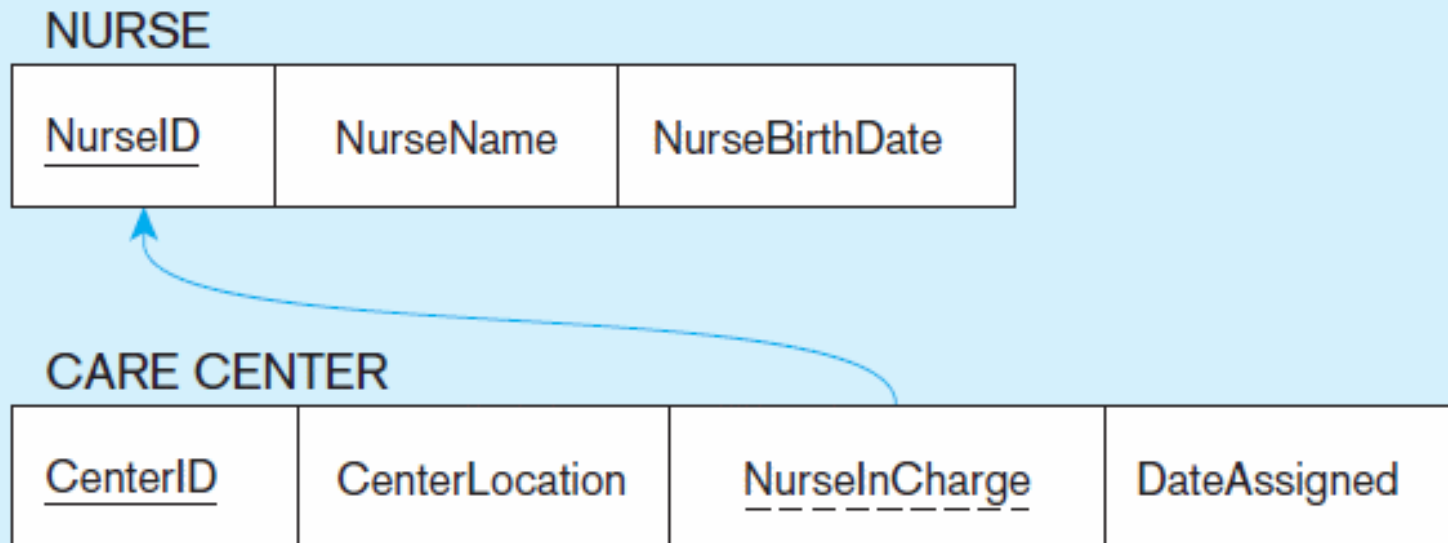 NURSE
NurseID NurseName NurseBirthDate
CARE CENTER
CenterID CenterLocation NurseInCharge DateAssigned